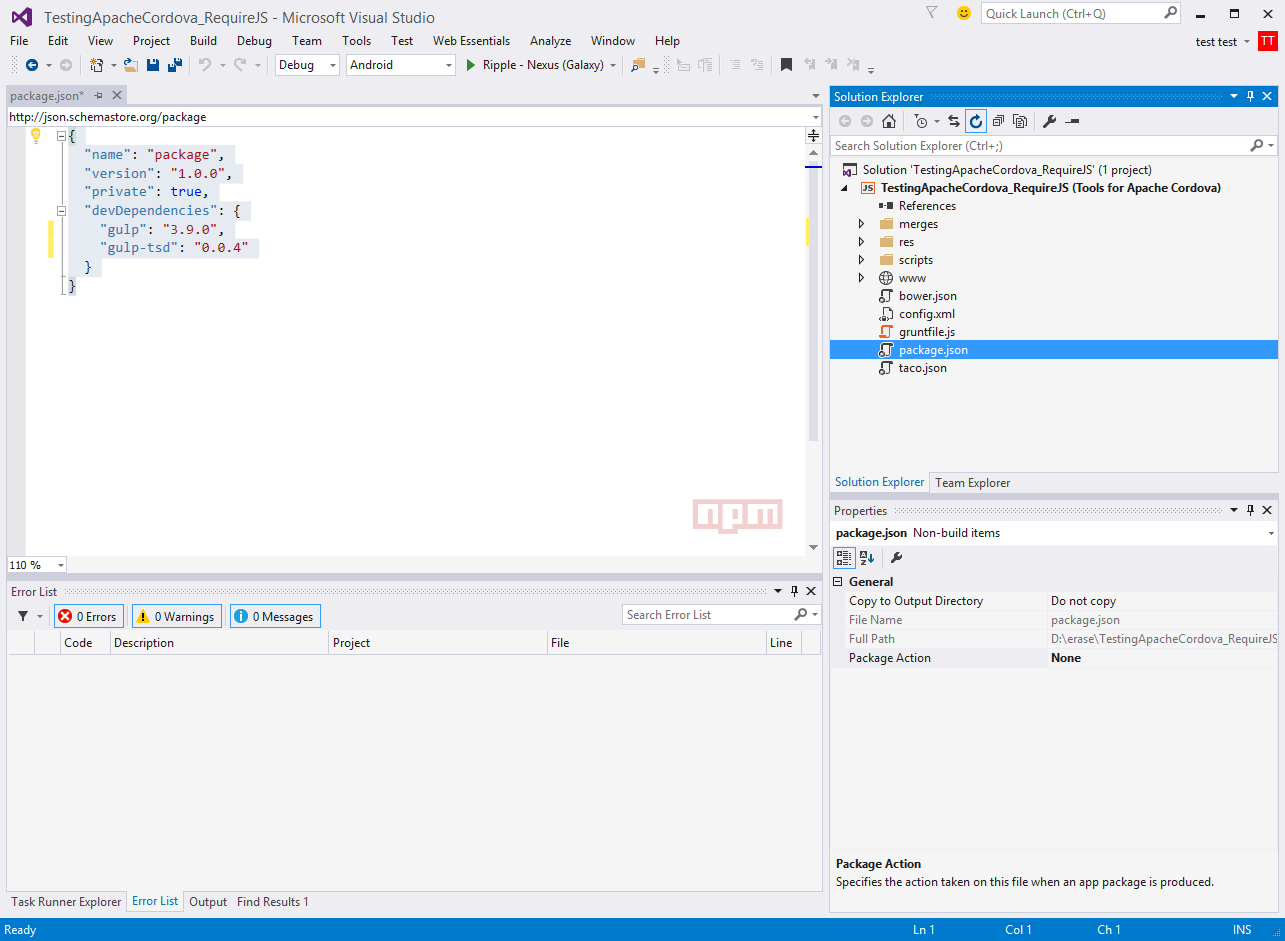 TestingApacheCordova_RequireJS - Microsoft Visual Studio
Quick Launch (Ctrl+Q)
File Edit View Project Build Debug Team Tools Test Web Essentials Analyze Window Help
test test TT
Debug Android Ripple - Nexus (Galaxy)
package.json*
http://json.schemastore.org/package
{
"name": "package",
"version": "1.0.0",
"private": true,
"devDependencies": {
"gulp": "3.9.0",
"gulp-tsd": "0.0.4"
}
}
npm
110 %
Error List
0 Errors 0 Warnings 0 Messages
Search Error List
Code Description Project File Line
Task Runner Explorer Error List Output Find Results 1
Solution Explorer
Search Solution Explorer (Ctrl+;)
Solution 'TestingApacheCordova_RequireJS' (1 project)
JS TestingApacheCordova_RequireJS (Tools for Apache Cordova)
References
merges
res
scripts
www
bower.json
config.xml
gruntfile.js
package.json
taco.json
Solution Explorer Team Explorer
Properties
package.json Non-build items
General
Copy to Output Directory Do not copy
File Name package.json
Full Path D:\erase\TestingApacheCordova_RequireJS
Package Action None
Package Action
Specifies the action taken on this file when an app package is produced.
Ready Ln 1 Col 1 Ch 1 INS